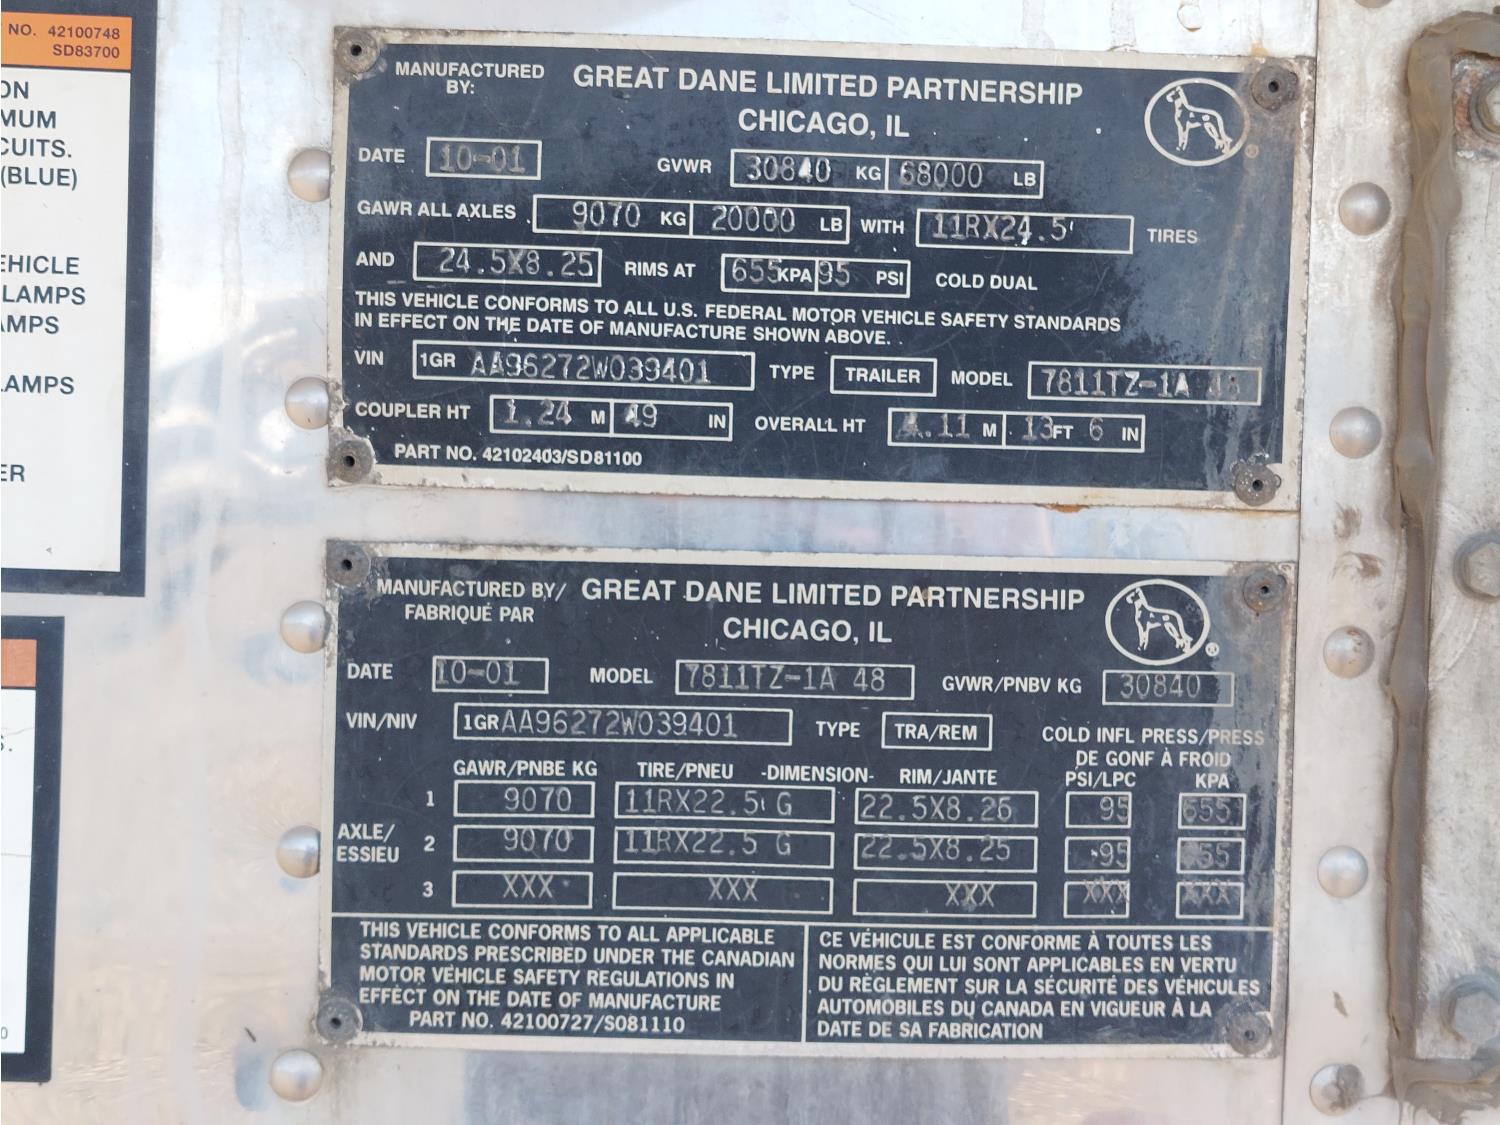 NO. 42100748
SD83700
ON
MUM
CUITS.
(BLUE)
EHICLE
LAMPS
AMPS
LAMPS
ER
MANUFACTURED BY:
GREAT DANE LIMITED PARTNERSHIP
CHICAGO, IL
DATE 10-01 GVWR 30840 KG 68000 LB
GAWR ALL AXLES 9070 KG 20000 LB WITH 11RX24.5 TIRES
AND 24.5X8.25 RIMS AT 655 KPA 95 PSI COLD DUAL
THIS VEHICLE CONFORMS TO ALL U.S. FEDERAL MOTOR VEHICLE SAFETY STANDARDS
IN EFFECT ON THE DATE OF MANUFACTURE SHOWN ABOVE.
VIN 1GR AA96272W039401 TYPE TRAILER MODEL 7811TZ-1A 48
COUPLER HT 1.24 M 49 IN OVERALL HT 4.11 M 13 FT 6 IN
PART NO. 42102403/SD81100
MANUFACTURED BY/
FABRIQUÉ PAR
GREAT DANE LIMITED PARTNERSHIP
CHICAGO, IL
®
DATE 10-01 MODEL 7811TZ-1A 48 GVWR/PNBV KG 30840
VIN/NIV 1GR AA96272W039401 TYPE TRA/REM
COLD INFL PRESS/PRESS
DE GONF À FROID
GAWR/PNBE KG TIRE/PNEU -DIMENSION- RIM/JANTE PSI/LPC KPA
AXLE/
ESSIEU
1 9070 11RX22.5 G 22.5X8.25 95 655
2 9070 11RX22.5 G 22.5X8.25 95 655
3 XXX XXX XXX XXX XXX
THIS VEHICLE CONFORMS TO ALL APPLICABLE
STANDARDS PRESCRIBED UNDER THE CANADIAN
MOTOR VEHICLE SAFETY REGULATIONS IN
EFFECT ON THE DATE OF MANUFACTURE
PART NO. 42100727/S081110
CE VÉHICULE EST CONFORME À TOUTES LES
NORMES QUI LUI SONT APPLICABLES EN VERTU
DU RÈGLEMENT SUR LA SÉCURITÉ DES VÉHICULES
AUTOMOBILES DU CANADA EN VIGUEUR À LA
DATE DE SA FABRICATION